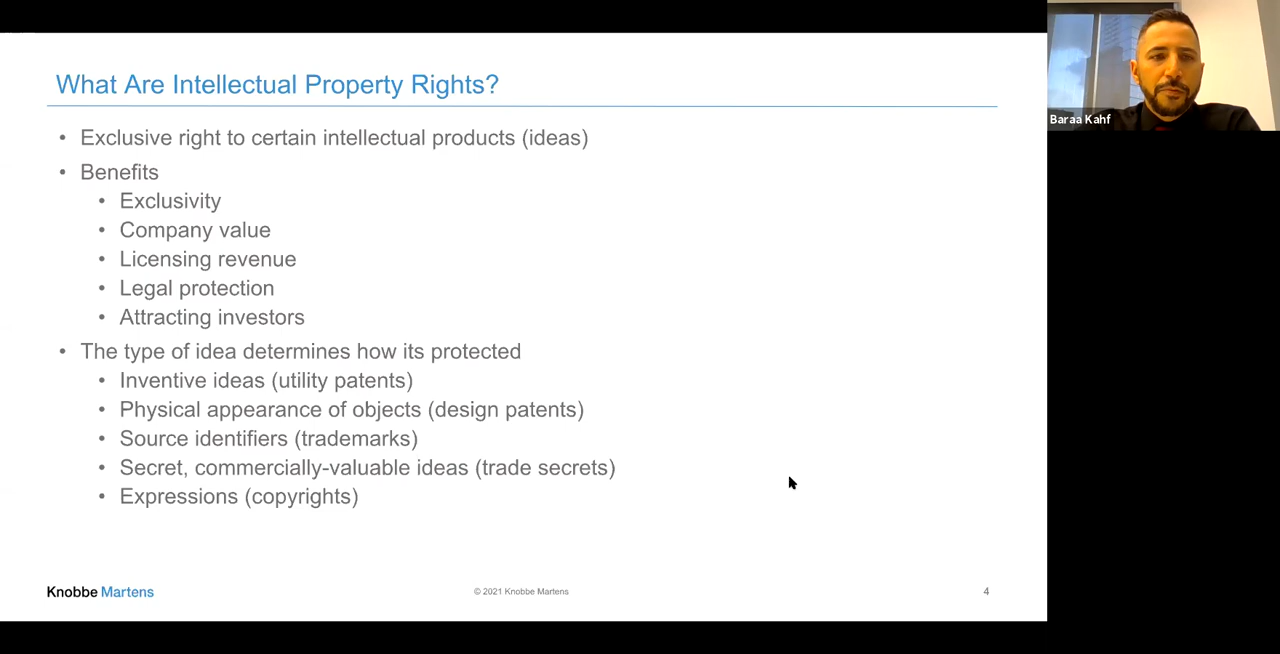 What Are Intellectual Property Rights?
• Exclusive right to certain intellectual products (ideas)
• Benefits
• Exclusivity
• Company value
• Licensing revenue
• Legal protection
• Attracting investors
• The type of idea determines how its protected
• Inventive ideas (utility patents)
• Physical appearance of objects (design patents)
• Source identifiers (trademarks)
• Secret, commercially-valuable ideas (trade secrets)
• Expressions (copyrights)
Knobbe Martens
© 2021 Knobbe Martens
4
Baraa Kahf